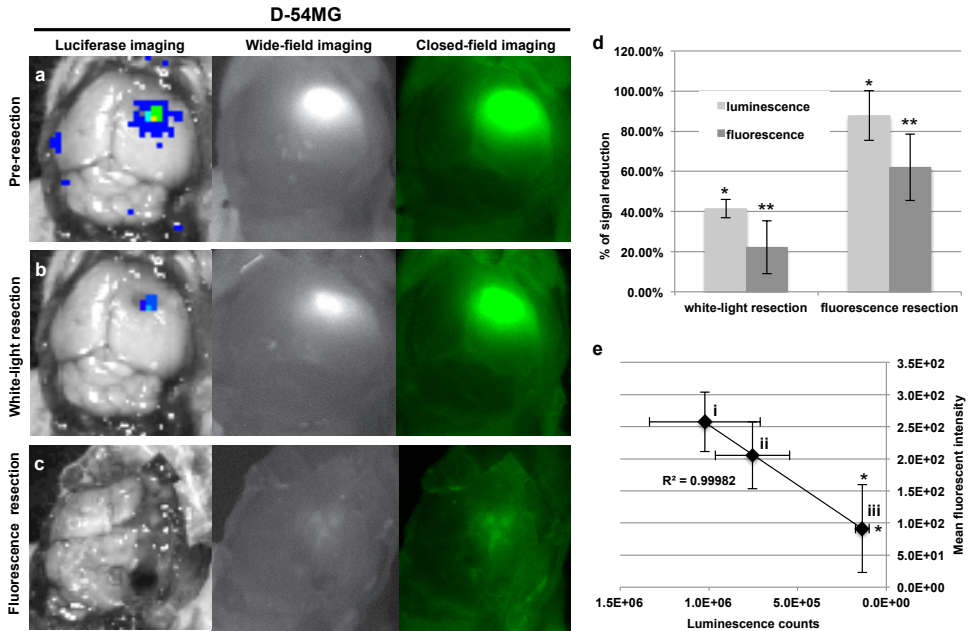 D-54MG
Luciferase imaging
Wide-field imaging
Closed-field imaging
Pre-resection
a
White-light resection
b
Fluorescence resection
c
d
120.00%
100.00%
80.00%
60.00%
40.00%
20.00%
0.00%
% of signal reduction
luminescence
fluorescence
*
**
*
**
white-light resection
fluorescence resection
e
3.5E+02
3.0E+02
2.5E+02
2.0E+02
1.5E+02
1.0E+02
5.0E+01
0.0E+00
Mean fluorescent intensity
i
ii
iii
*
*
R² = 0.99982
1.5E+06
1.0E+06
5.0E+05
0.0E+00
Luminescence counts